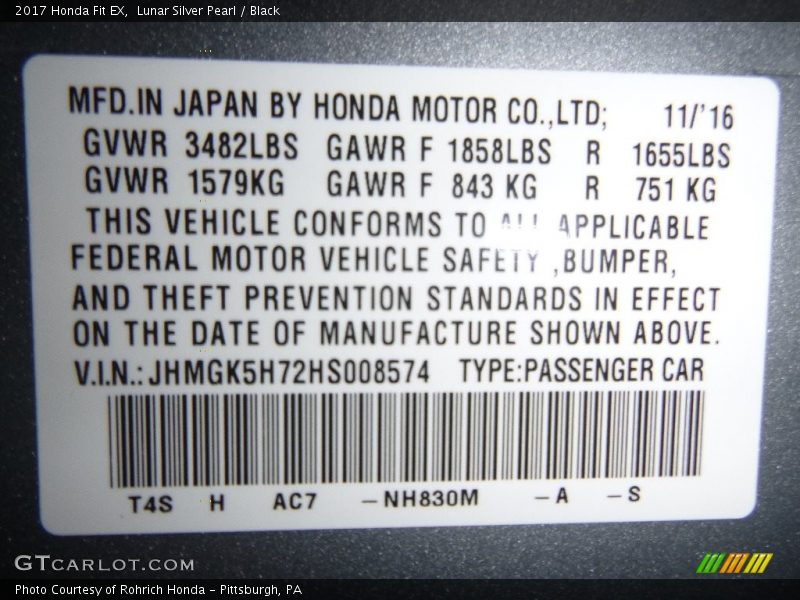 2017 Honda Fit EX,  Lunar Silver Pearl / Black
MFD.IN JAPAN BY HONDA MOTOR CO.,LTD; 11/'16
GVWR 3482LBS GAWR F 1858LBS R 1655LBS
GVWR 1579KG GAWR F 843 KG R 751 KG
THIS VEHICLE CONFORMS TO ALL APPLICABLE
FEDERAL MOTOR VEHICLE SAFETY ,BUMPER,
AND THEFT PREVENTION STANDARDS IN EFFECT
ON THE DATE OF MANUFACTURE SHOWN ABOVE.
V.I.N.: JHMGK5H72HS008574 TYPE:PASSENGER CAR
T4S H AC7 –NH830M –A –S
GTCARLOT.COM
Photo Courtesy of Rohrich Honda - Pittsburgh, PA